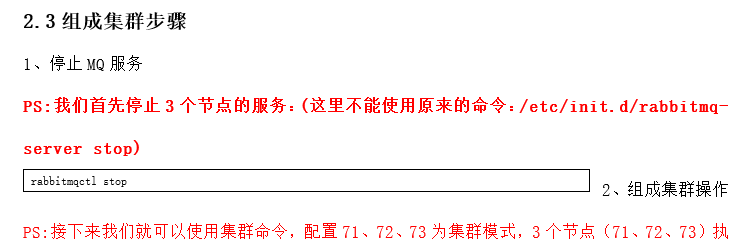 2.3 组成集群步骤
1、停止 MQ 服务
PS:我们首先停止 3 个节点的服务：(这里不能使用原来的命令：/etc/init.d/rabbitmq-
server stop)
rabbitmqctl stop
2、组成集群操作
PS:接下来我们就可以使用集群命令，配置 71、72、73 为集群模式，3 个节点（71、72、73）执